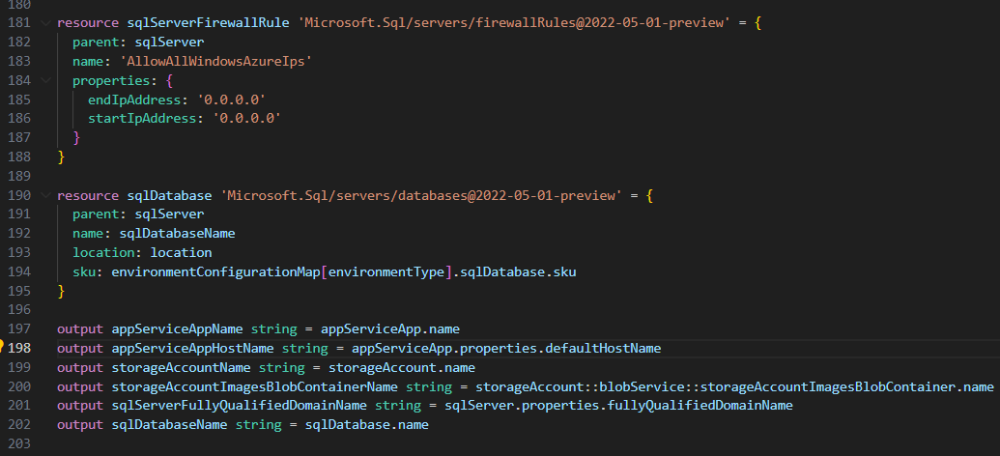 180
181 resource sqlServerFirewallRule 'Microsoft.Sql/servers/firewallRules@2022-05-01-preview' = {
182   parent: sqlServer
183   name: 'AllowAllWindowsAzureIps'
184   properties: {
185     endIpAddress: '0.0.0.0'
186     startIpAddress: '0.0.0.0'
187   }
188 }
189
190 resource sqlDatabase 'Microsoft.Sql/servers/databases@2022-05-01-preview' = {
191   parent: sqlServer
192   name: sqlDatabaseName
193   location: location
194   sku: environmentConfigurationMap[environmentType].sqlDatabase.sku
195 }
196
197 output appServiceAppName string = appServiceApp.name
198 output appServiceAppHostName string = appServiceApp.properties.defaultHostName
199 output storageAccountName string = storageAccount.name
200 output storageAccountImagesBlobContainerName string = storageAccount::blobService::storageAccountImagesBlobContainer.name
201 output sqlServerFullyQualifiedDomainName string = sqlServer.properties.fullyQualifiedDomainName
202 output sqlDatabaseName string = sqlDatabase.name
203